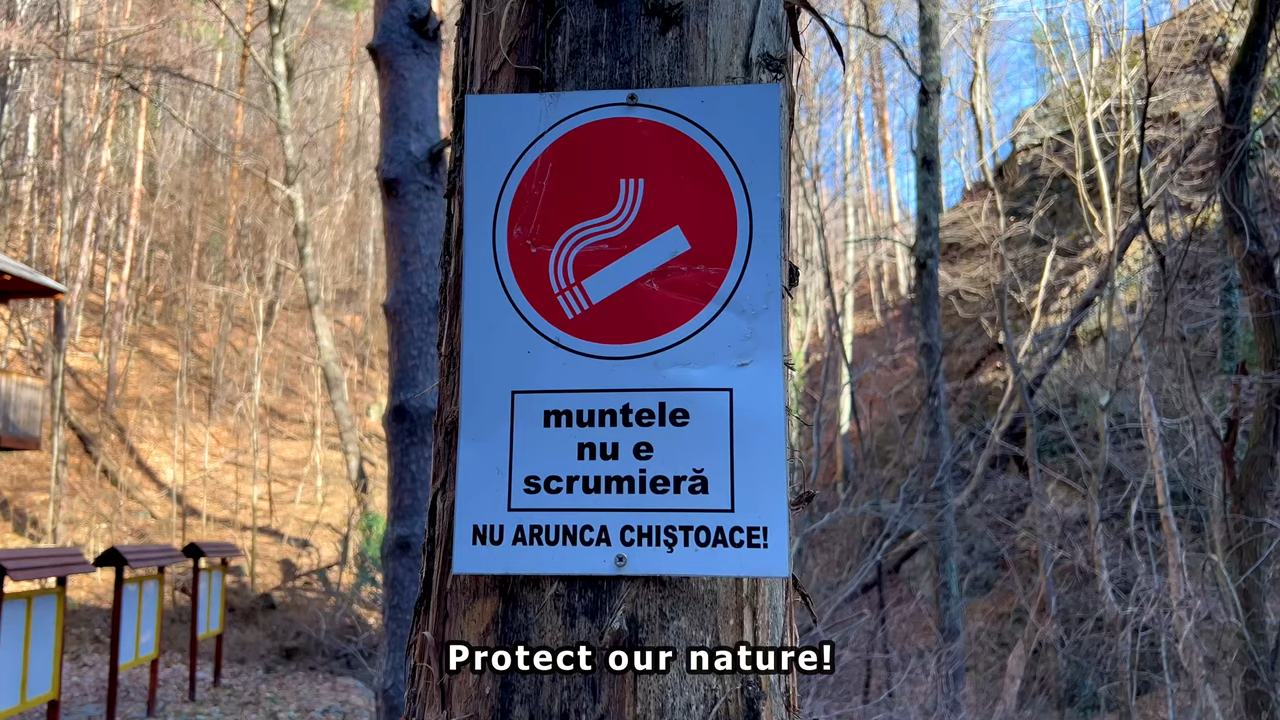 muntele
nu e
scrumieră
NU ARUNCA CHIŞTOACE!
Protect our nature!